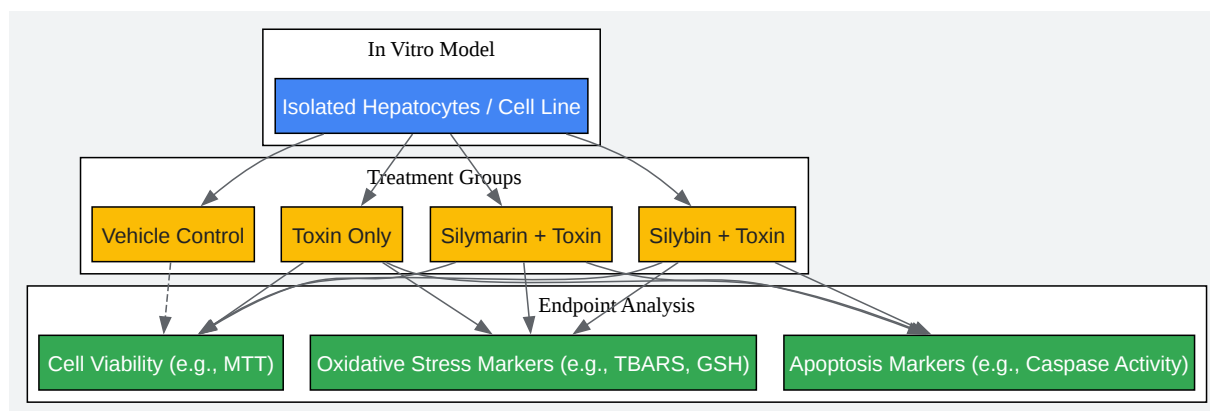 In Vitro Model
Isolated Hepatocytes / Cell Line
Treatment Groups
Vehicle Control
Toxin Only
Silymarin + Toxin
Silybin + Toxin
Endpoint Analysis
Cell Viability (e.g., MTT)
Oxidative Stress Markers (e.g., TBARS, GSH)
Apoptosis Markers (e.g., Caspase Activity)